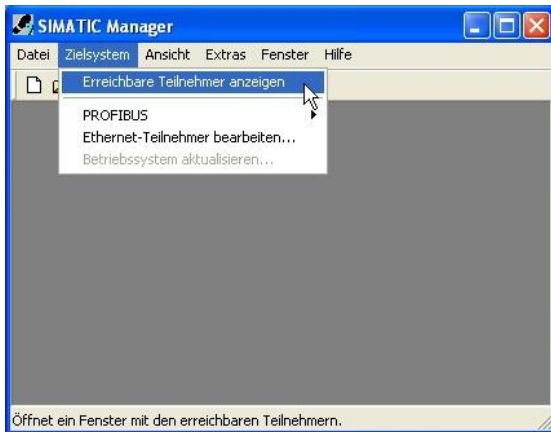 SIMATIC Manager
Datei Zielsystem Ansicht Extras Fenster Hilfe
Erreichbare Teilnehmer anzeigen
PROFIBUS
Ethernet-Teilnehmer bearbeiten...
Betriebssystem aktualisieren...
Öffnet ein Fenster mit den erreichbaren Teilnehmern.